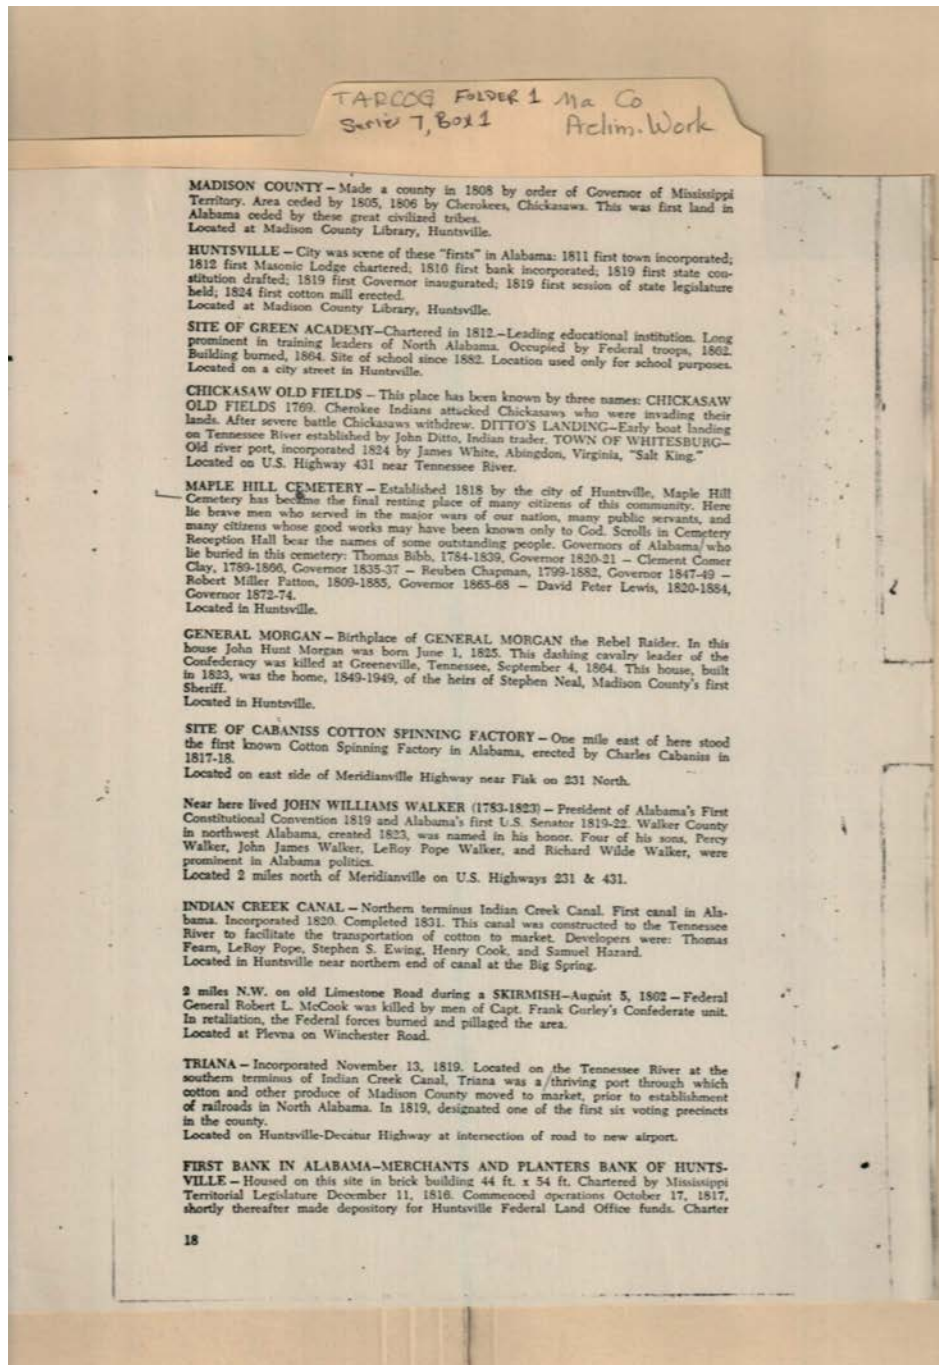 TARCOG FOLDER 1 Ma Co
Series 7, Box 1 Admin. Work
MADISON COUNTY – Made a county in 1808 by order of Governor of Mississippi
Territory. Area ceded by 1805, 1806 by Cherokees, Chickasaws. This was first land in
Alabama ceded by these great civilized tribes.
Located at Madison County Library, Huntsville.
HUNTSVILLE – City was scene of these "firsts" in Alabama: 1811 first town incorporated;
1812 first Masonic Lodge chartered; 1816 first bank incorporated; 1819 first state con-
stitution drafted; 1819 first Governor inaugurated; 1819 first session of state legislature
held; 1824 first cotton mill erected.
Located at Madison County Library, Huntsville.
SITE OF GREEN ACADEMY–Chartered in 1812.–Leading educational institution. Long
prominent in training leaders of North Alabama. Occupied by Federal troops, 1862.
Building burned, 1864. Site of school since 1882. Location used only for school purposes.
Located on a city street in Huntsville.
CHICKASAW OLD FIELDS – This place has been known by three names: CHICKASAW
OLD FIELDS 1769. Cherokee Indians attacked Chickasaws who were invading their
lands. After severe battle Chickasaws withdrew. DITTO'S LANDING–Early boat landing
on Tennessee River established by John Ditto, Indian trader. TOWN OF WHITESBURG–
Old river port, incorporated 1824 by James White, Abingdon, Virginia, "Salt King."
Located on U.S. Highway 431 near Tennessee River.
MAPLE HILL CEMETERY – Established 1818 by the city of Huntsville, Maple Hill
Cemetery has become the final resting place of many citizens of this community. Here
lie brave men who served in the major wars of our nation, many public servants, and
many citizens whose good works may have been known only to God. Scrolls in Cemetery
Reception Hall bear the names of some outstanding people. Governors of Alabama who
lie buried in this cemetery: Thomas Bibb, 1784-1839, Governor 1820-21 – Clement Comer
Clay, 1789-1866, Governor 1835-37 – Reuben Chapman, 1799-1882, Governor 1847-49 –
Robert Miller Patton, 1809-1885, Governor 1865-68 – David Peter Lewis, 1820-1884,
Governor 1872-74.
Located in Huntsville.
GENERAL MORGAN – Birthplace of GENERAL MORGAN the Rebel Raider. In this
house John Hunt Morgan was born June 1, 1825. This dashing cavalry leader of the
Confederacy was killed at Greeneville, Tennessee, September 4, 1864. This house, built
in 1823, was the home, 1849-1949, of the heirs of Stephen Neal, Madison County's first
Sheriff.
Located in Huntsville.
SITE OF CABANISS COTTON SPINNING FACTORY – One mile east of here stood
the first known Cotton Spinning Factory in Alabama, erected by Charles Cabaniss in
1817-18.
Located on east side of Meridianville Highway near Fisk on 231 North.
Near here lived JOHN WILLIAMS WALKER (1783-1823) – President of Alabama's First
Constitutional Convention 1819 and Alabama's first U.S. Senator 1819-22. Walker County
in northwest Alabama, created 1823, was named in his honor. Four of his sons, Percy
Walker, John James Walker, LeRoy Pope Walker, and Richard Wilde Walker, were
prominent in Alabama politics.
Located 2 miles north of Meridianville on U.S. Highways 231 & 431.
INDIAN CREEK CANAL – Northern terminus Indian Creek Canal. First canal in Ala-
bama. Incorporated 1820. Completed 1831. This canal was constructed to the Tennessee
River to facilitate the transportation of cotton to market. Developers were: Thomas
Fearn, LeRoy Pope, Stephen S. Ewing, Henry Cook, and Samuel Hazard.
Located in Huntsville near northern end of canal at the Big Spring.
2 miles N.W. on old Limestone Road during a SKIRMISH–August 5, 1862 – Federal
General Robert L. McCook was killed by men of Capt. Frank Gurley's Confederate unit.
In retaliation, the Federal forces burned and pillaged the area.
Located at Plevna on Winchester Road.
TRIANA – Incorporated November 13, 1819. Located on the Tennessee River at the
southern terminus of Indian Creek Canal, Triana was a thriving port through which
cotton and other produce of Madison County moved to market, prior to establishment
of railroads in North Alabama. In 1819, designated one of the first six voting precincts
in the county.
Located on Huntsville-Decatur Highway at intersection of road to new airport.
FIRST BANK IN ALABAMA–MERCHANTS AND PLANTERS BANK OF HUNTS-
VILLE – Housed on this site in brick building 44 ft. x 54 ft. Chartered by Mississippi
Territorial Legislature December 11, 1816. Commenced operations October 17, 1817,
shortly thereafter made depository for Huntsville Federal Land Office funds. Charter
18